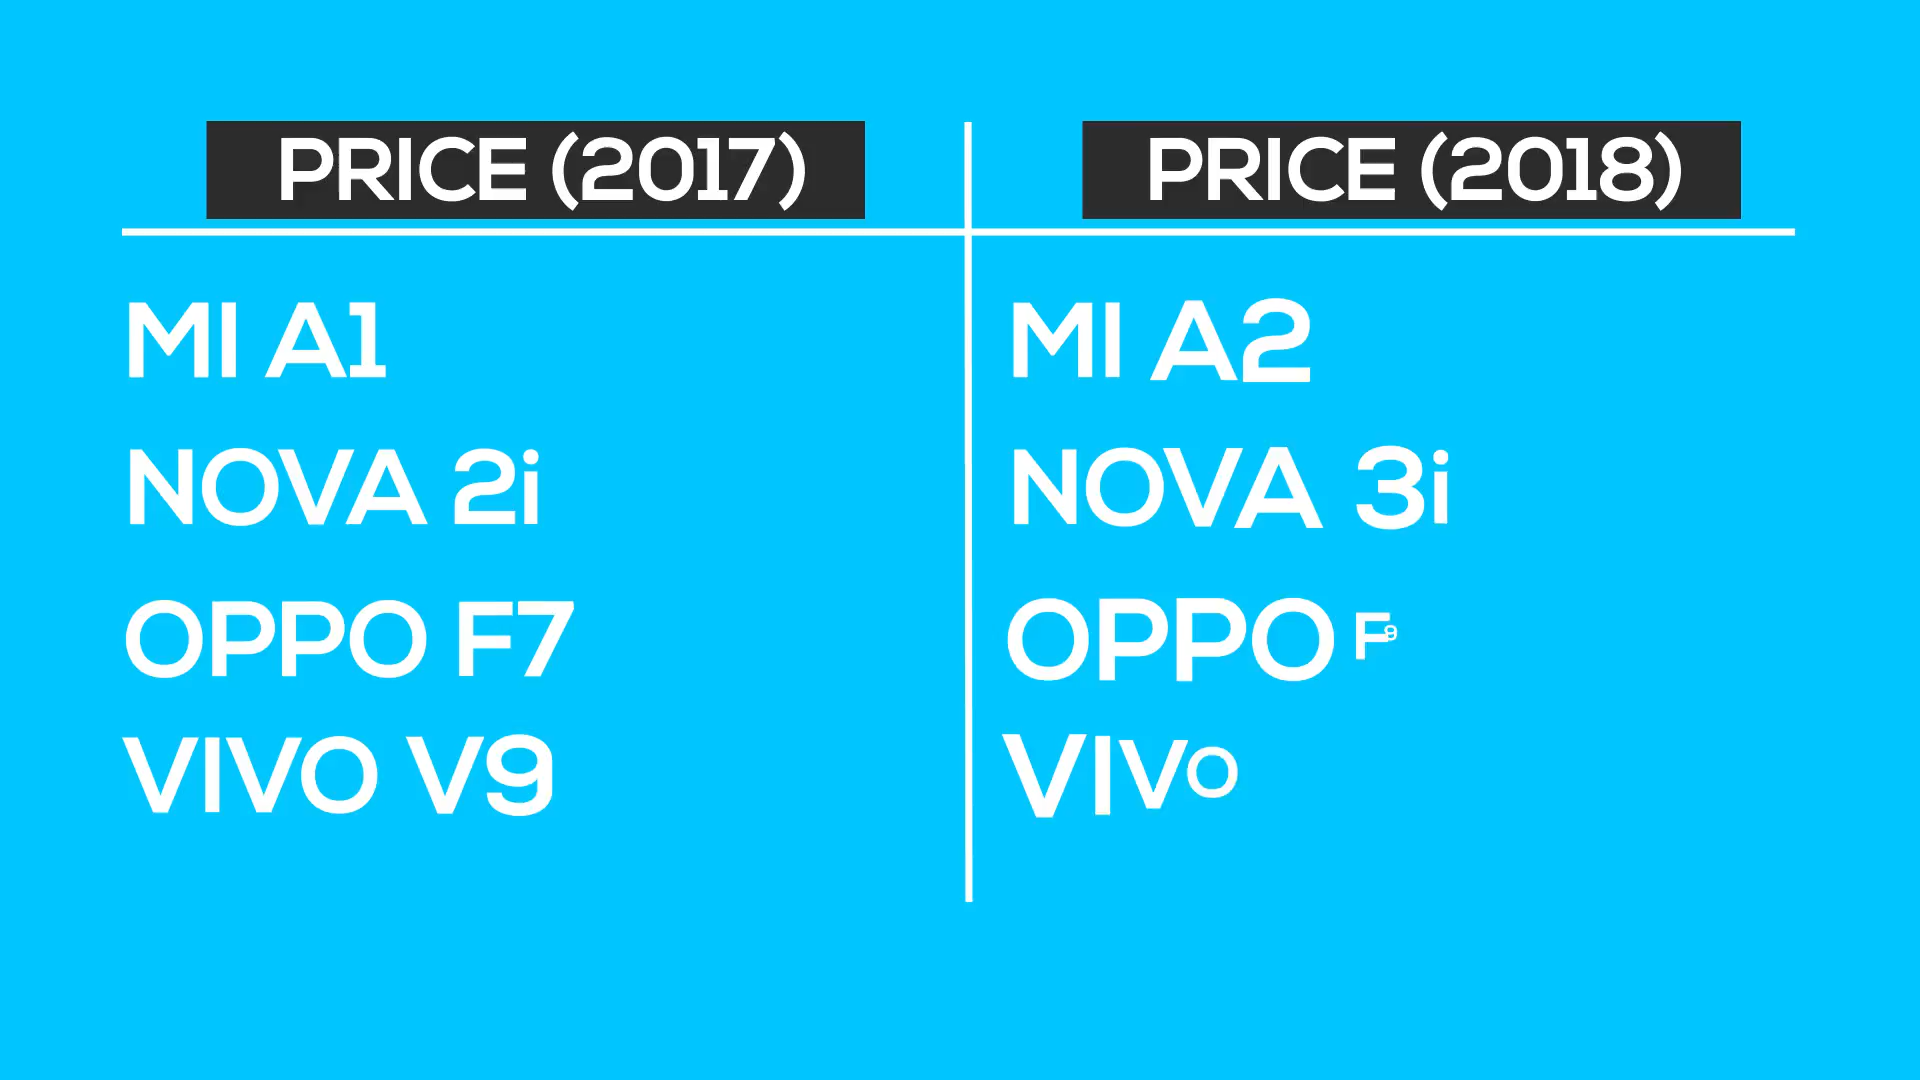 PRICE (2017)
PRICE (2018)
MI A1
MI A2
NOVA 2i
NOVA 3i
OPPO F7
OPPO F9
VIVO V9
VIVO